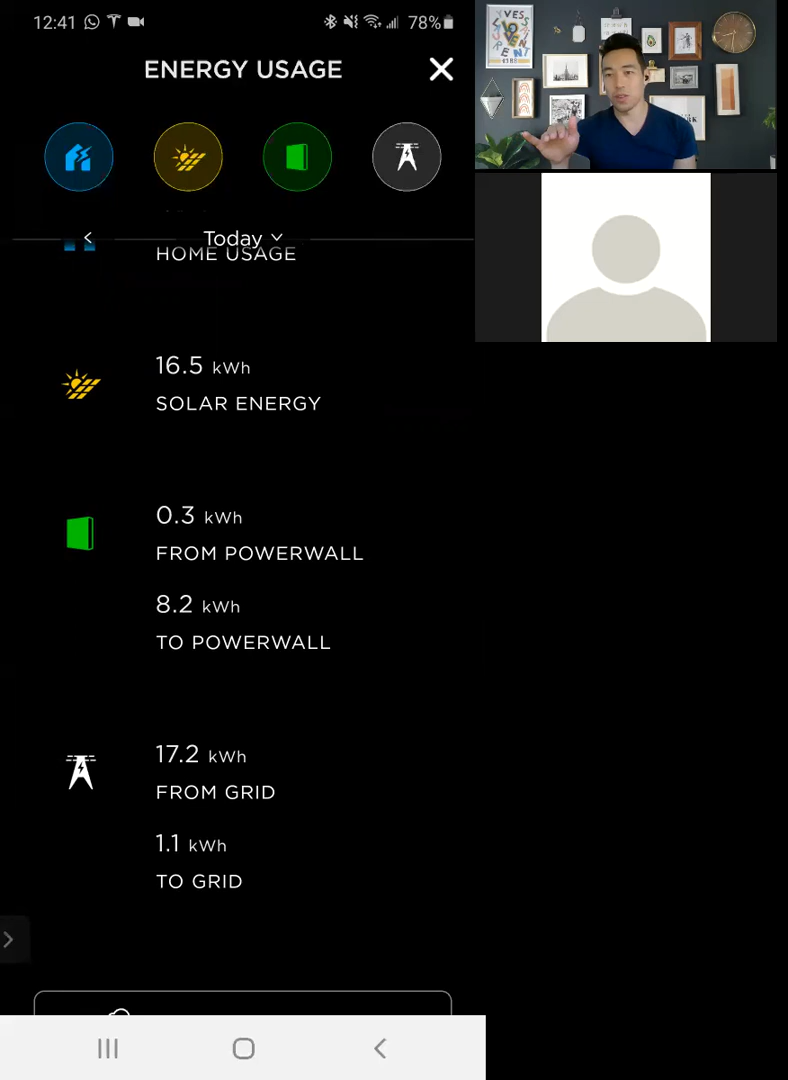 12:41
78%
ENERGY USAGE
Today
HOME USAGE
16.5 kWh
SOLAR ENERGY
0.3 kWh
FROM POWERWALL
8.2 kWh
TO POWERWALL
17.2 kWh
FROM GRID
1.1 kWh
TO GRID
YVES